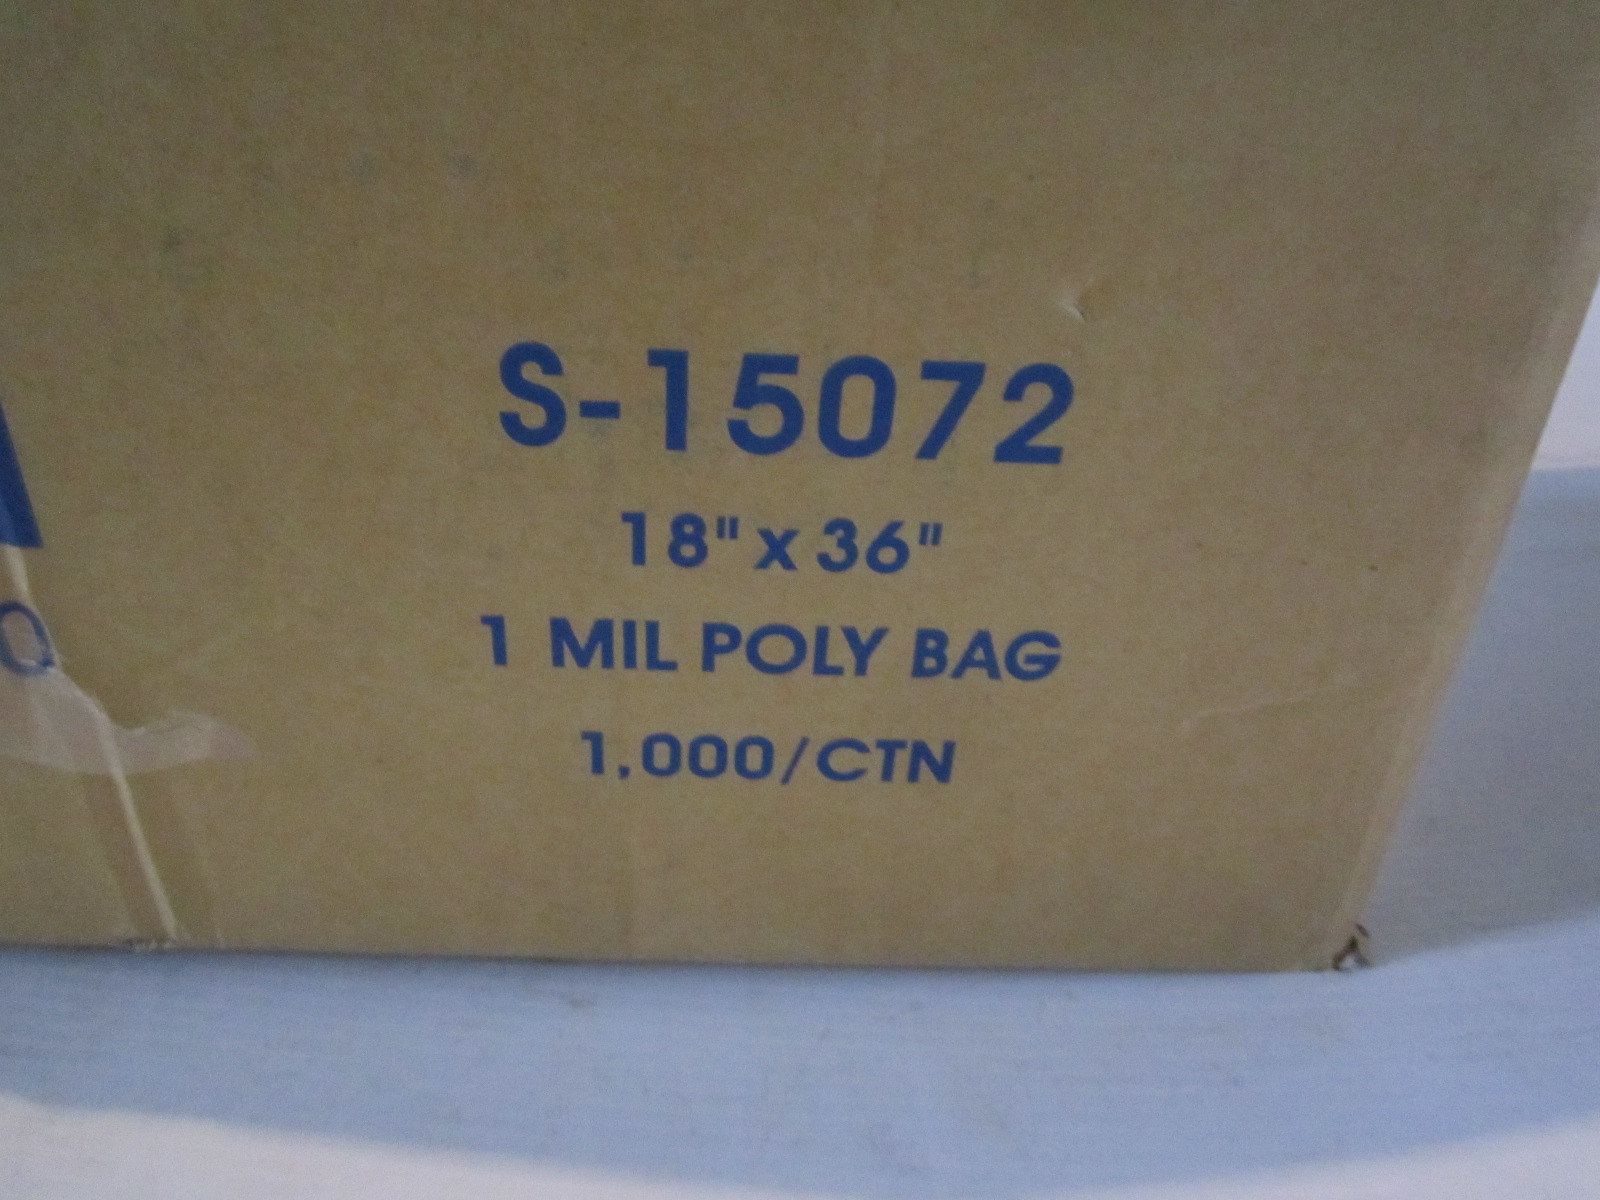 S-15072
18" x 36"
1 MIL POLY BAG
1,000/CTN